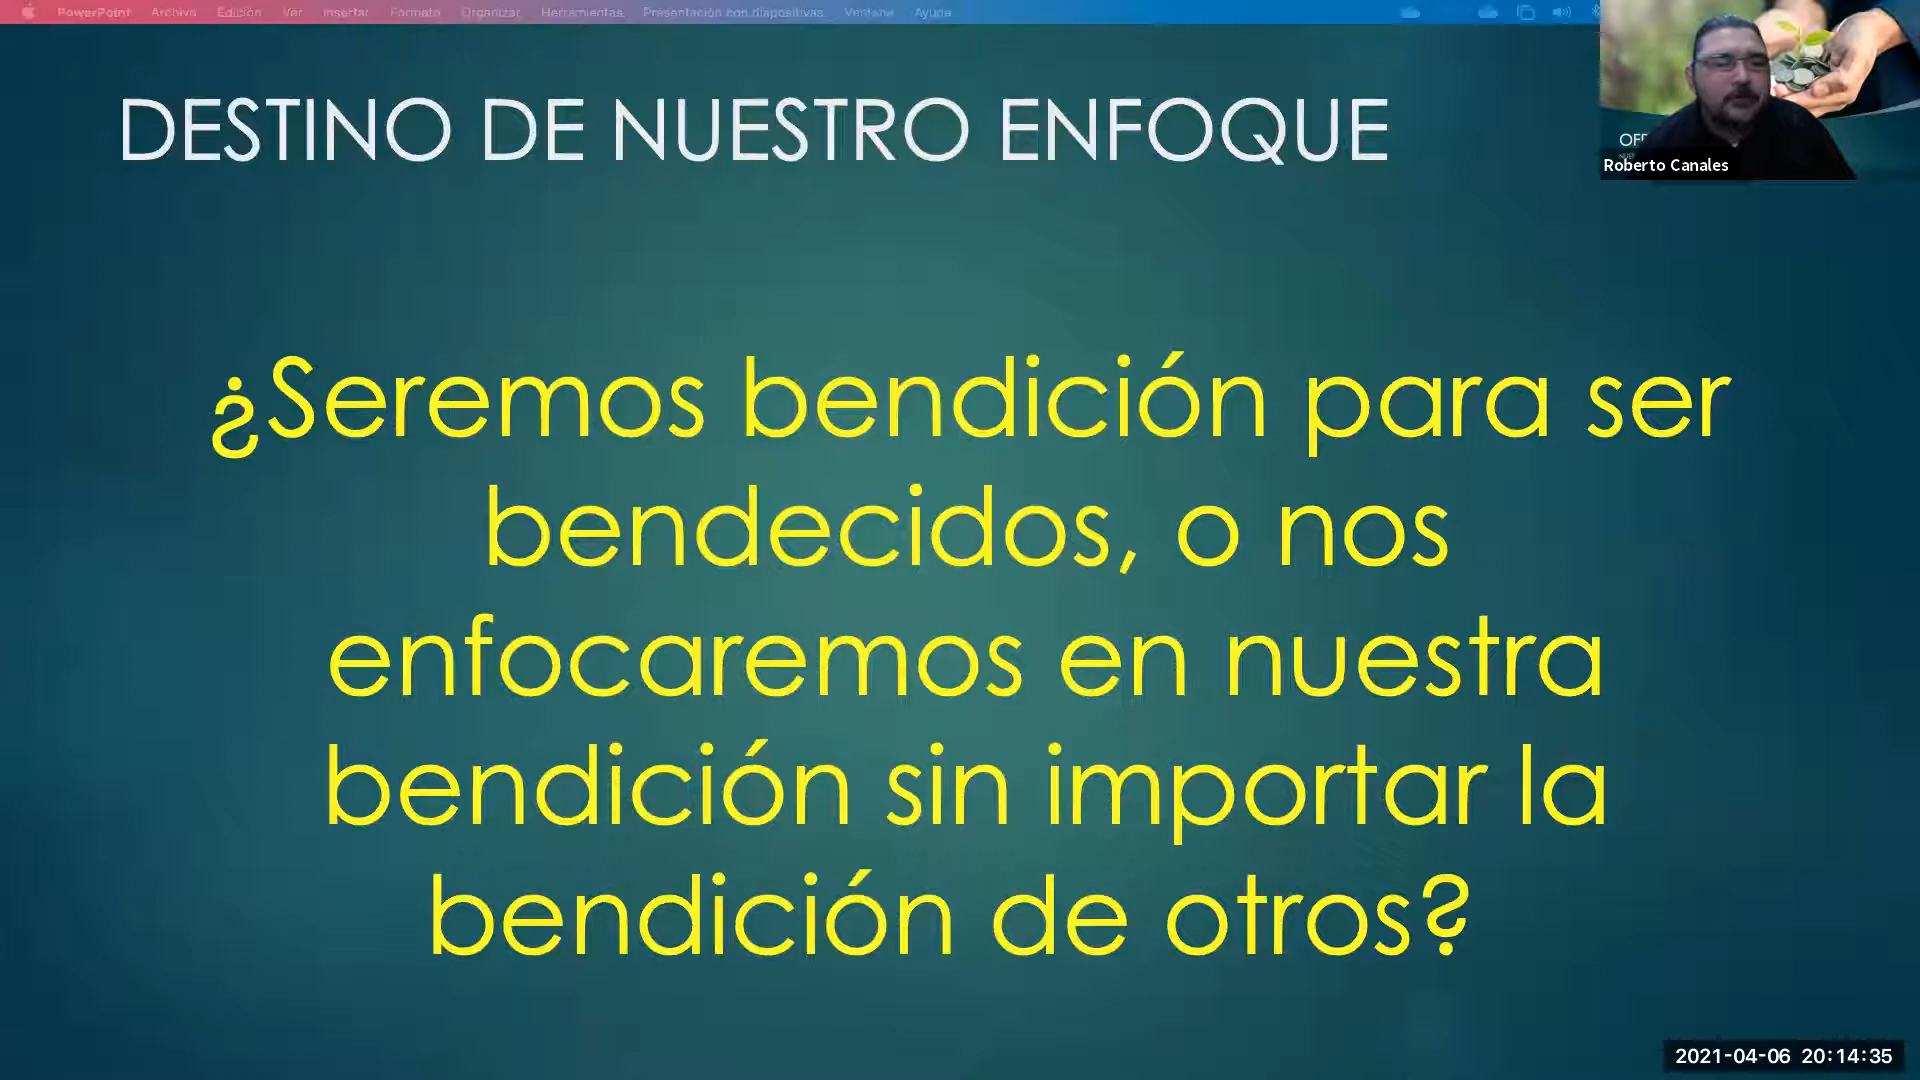 PowerPoint Archivo Edición Ver Insertar Formato Organizar Herramientas Presentación con diapositivas Ventana Ayuda
DESTINO DE NUESTRO ENFOQUE
Roberto Canales
¿Seremos bendición para ser
bendecidos, o nos
enfocaremos en nuestra
bendición sin importar la
bendición de otros?
2021-04-06 20:14:35